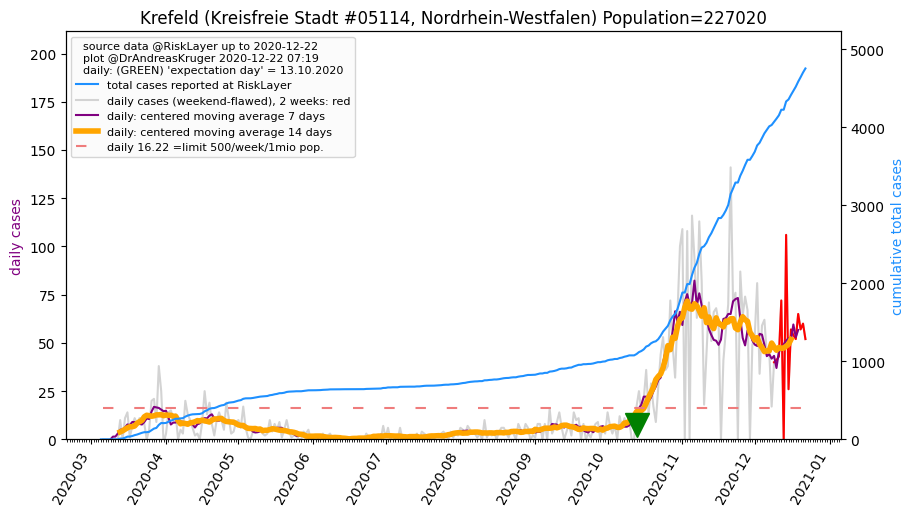 Krefeld (Kreisfreie Stadt #05114, Nordrhein-Westfalen) Population=227020
source data @RiskLayer up to 2020-12-22
plot @DrAndreasKruger 2020-12-22 07:19
daily: (GREEN) 'expectation day' = 13.10.2020
total cases reported at RiskLayer
daily cases (weekend-flawed), 2 weeks: red
daily: centered moving average 7 days
daily: centered moving average 14 days
daily 16.22 =limit 500/week/1mio pop.
daily cases
200
175
150
125
100
75
50
25
0
5000
4000
3000
2000
1000
0
cumulative total cases
2020-03
2020-04
2020-05
2020-06
2020-07
2020-08
2020-09
2020-10
2020-11
2020-12
2021-01